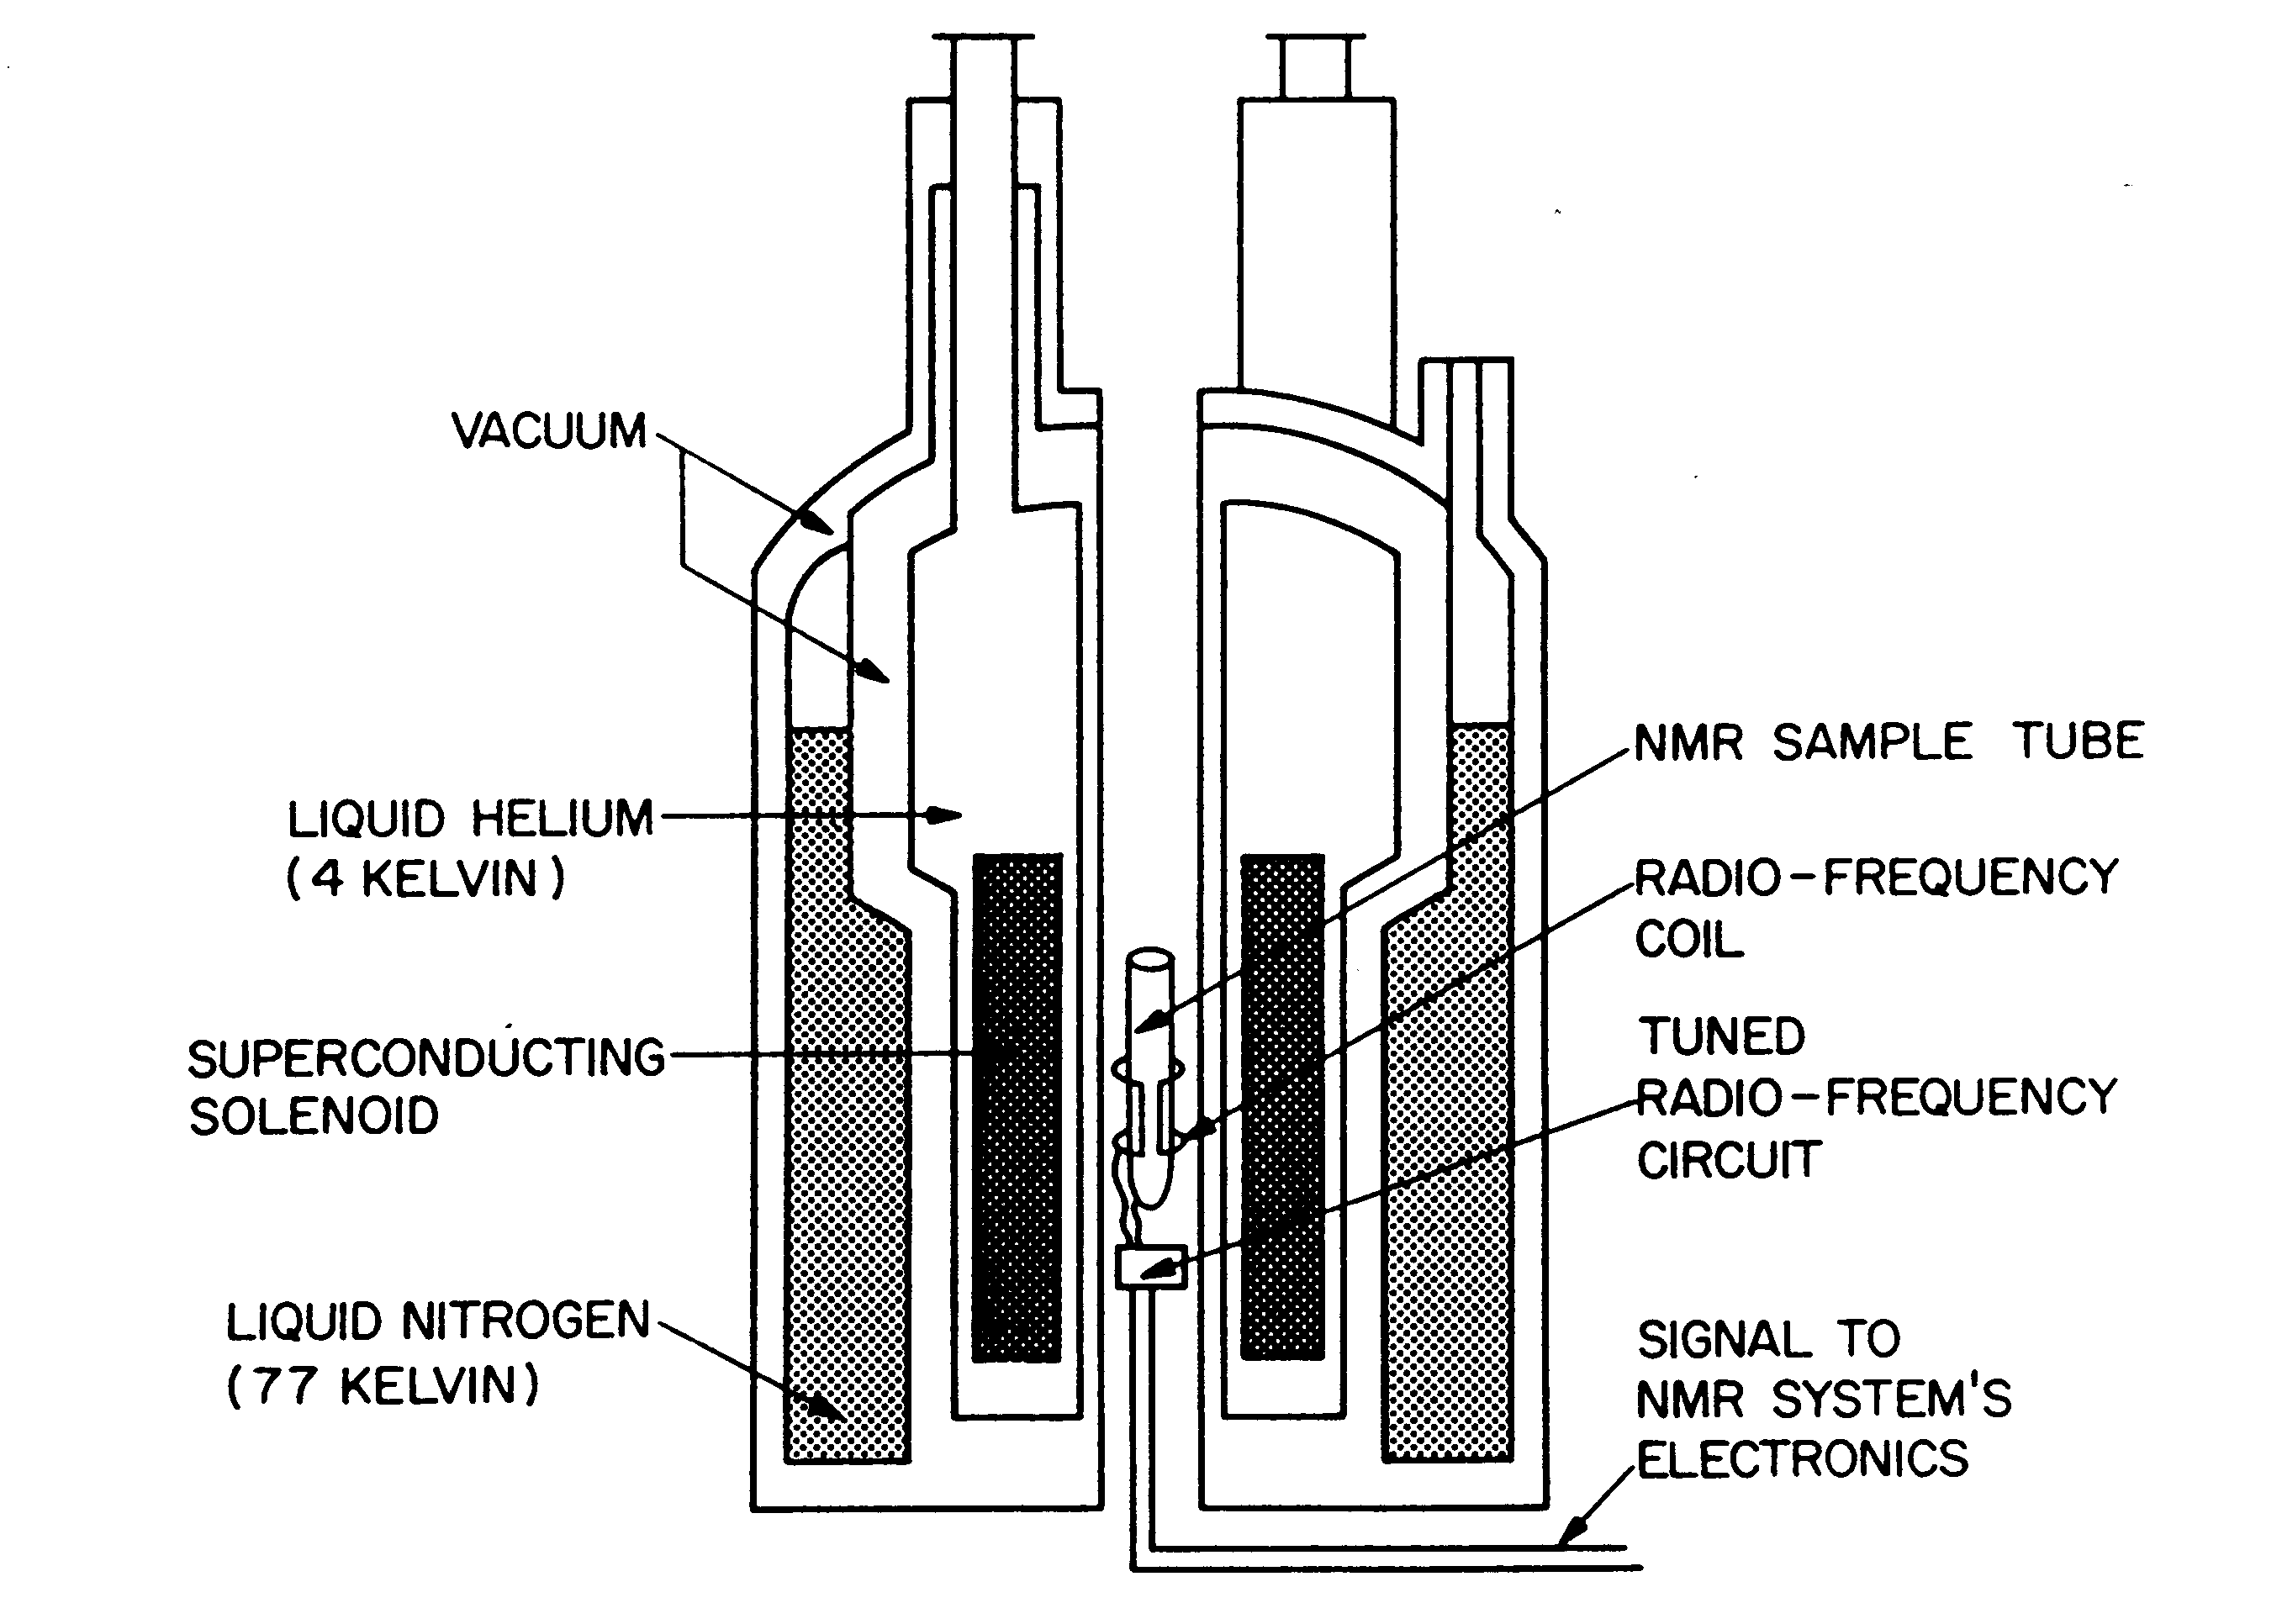 VACUUM
LIQUID HELIUM
(4 KELVIN)
SUPERCONDUCTING
SOLENOID
LIQUID NITROGEN
(77 KELVIN)
NMR SAMPLE TUBE
RADIO-FREQUENCY
COIL
TUNED
RADIO-FREQUENCY
CIRCUIT
SIGNAL TO
NMR SYSTEM'S
ELECTRONICS